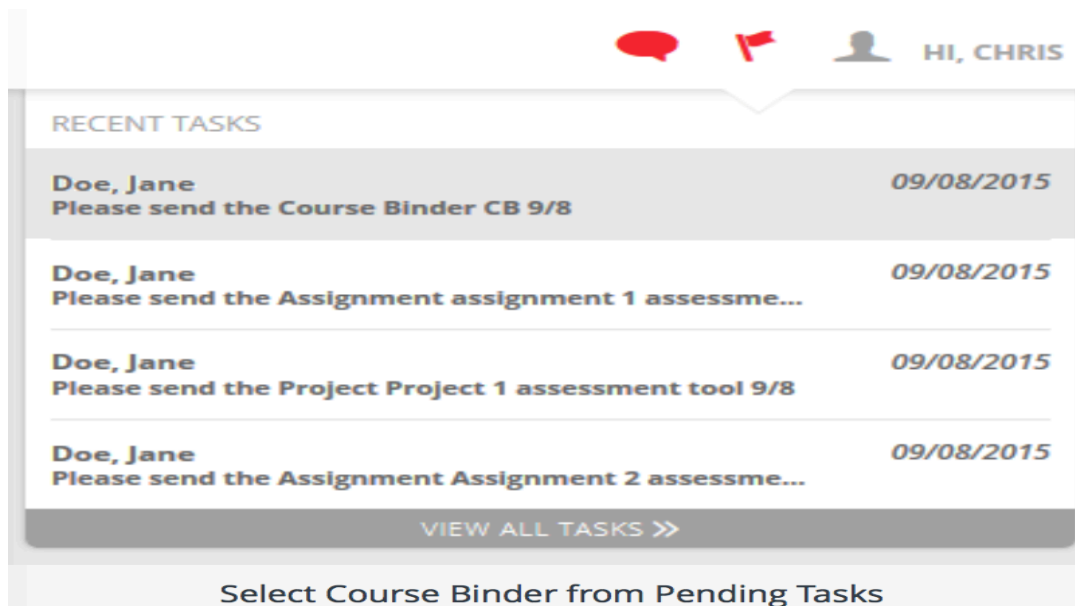 HI, CHRIS
RECENT TASKS
Doe, Jane 09/08/2015
Please send the Course Binder CB 9/8
Doe, Jane 09/08/2015
Please send the Assignment assignment 1 assessme...
Doe, Jane 09/08/2015
Please send the Project Project 1 assessment tool 9/8
Doe, Jane 09/08/2015
Please send the Assignment Assignment 2 assessme...
VIEW ALL TASKS >>
Select Course Binder from Pending Tasks